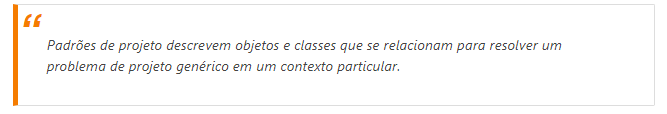 “
Padrões de projeto descrevem objetos e classes que se relacionam para resolver um
problema de projeto genérico em um contexto particular.